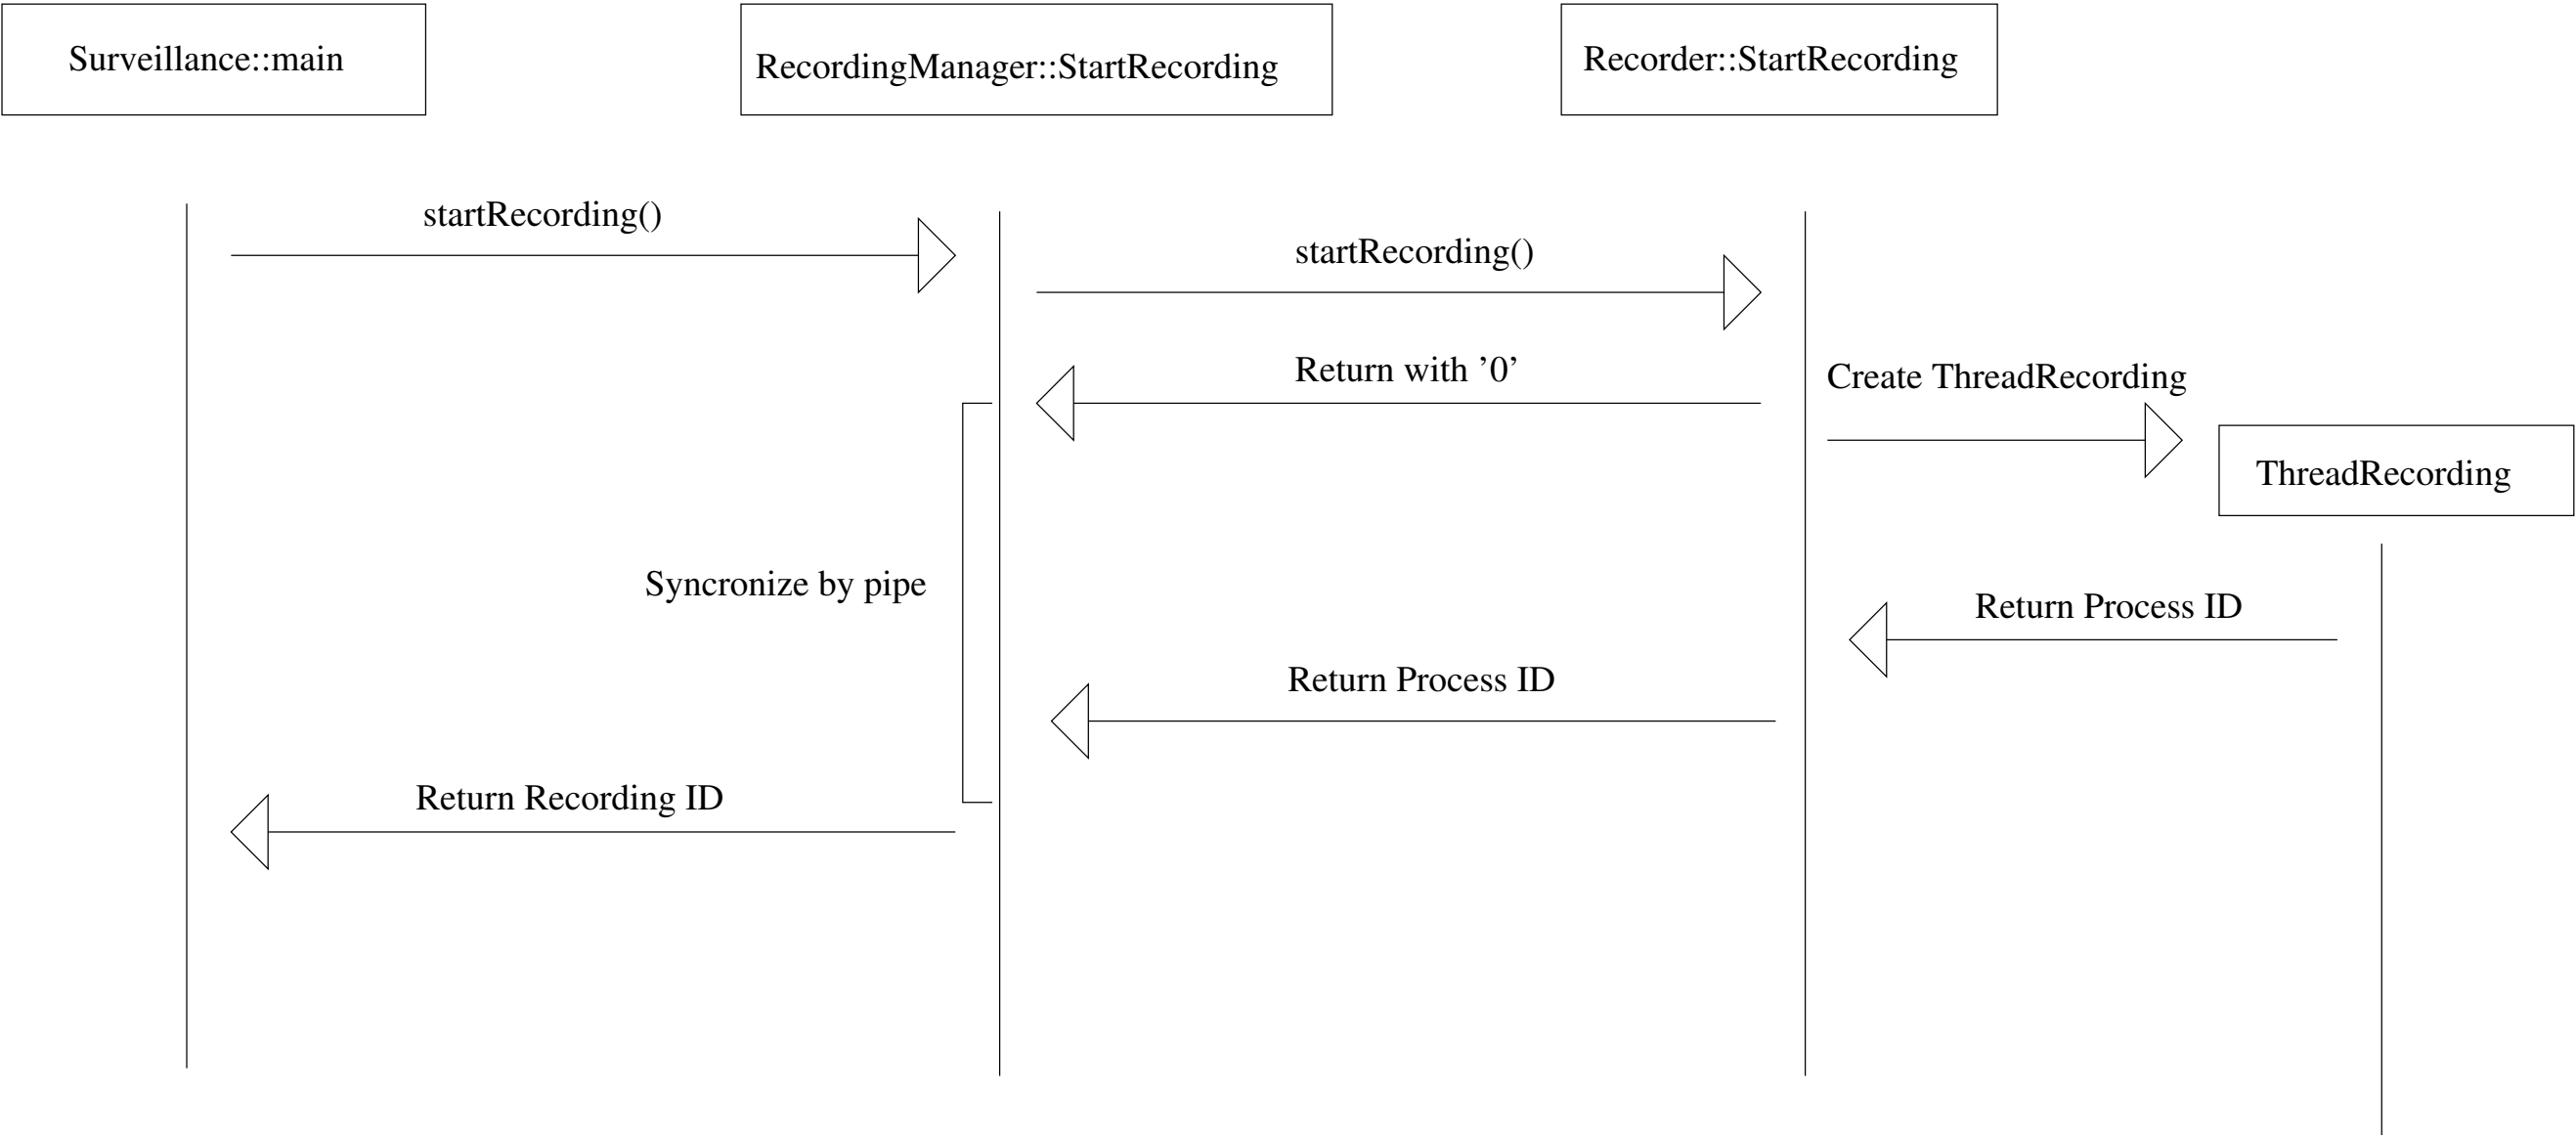 Surveillance::main
RecordingManager::StartRecording
Recorder::StartRecording
startRecording()
startRecording()
Return with ’0’
Create ThreadRecording
ThreadRecording
Syncronize by pipe
Return Process ID
Return Process ID
Return Recording ID